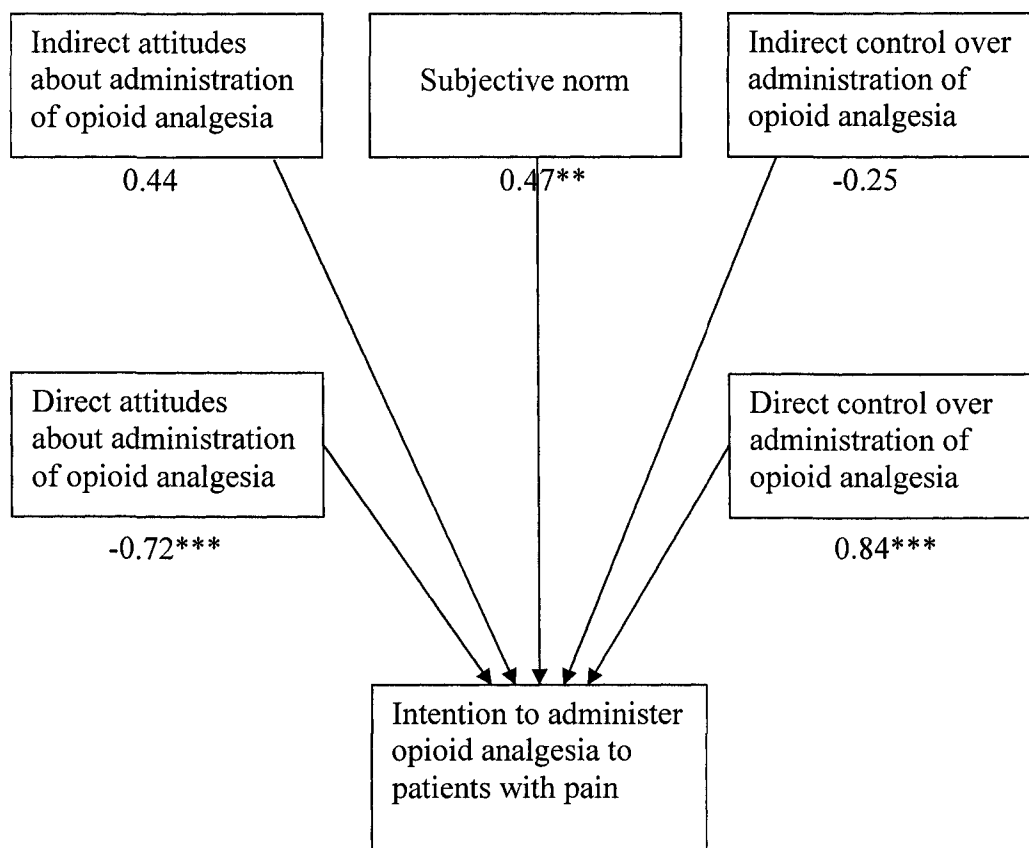 Indirect attitudes
about administration
of opioid analgesia
0.44
Subjective norm
0.47**
Indirect control over
administration of
opioid analgesia
-0.25
Direct attitudes
about administration
of opioid analgesia
-0.72***
Direct control over
administration of
opioid analgesia
0.84***
Intention to administer
opioid analgesia to
patients with pain